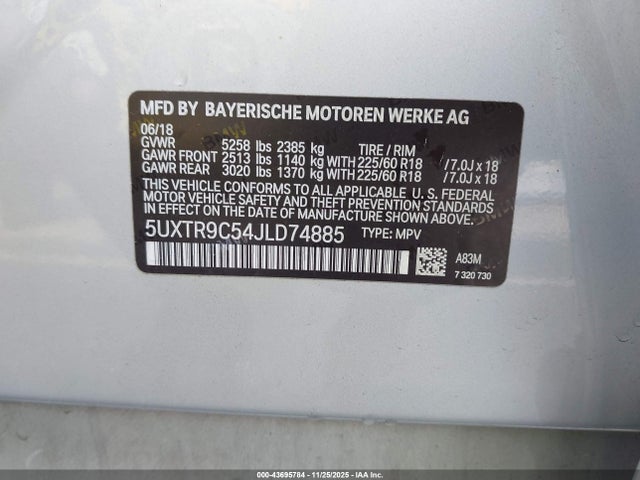 MFD BY BAYERISCHE MOTOREN WERKE AG
06/18
GVWR 5258 lbs 2385 kg TIRE / RIM
GAWR FRONT 2513 lbs 1140 kg WITH 225/60 R18 /7.0J x 18
GAWR REAR 3020 lbs 1370 kg WITH 225/60 R18 /7.0J x 18
THIS VEHICLE CONFORMS TO ALL APPLICABLE U. S. FEDERAL
MOTOR VEHICLE SAFETY, BUMPER, AND THEFT
PREVENTION STANDARDS IN EFFECT ON THE DATE OF
MANUFACTURE SHOWN ABOVE.
5UXTR9C54JLD74885 TYPE: MPV
A83M
7 320 730
000-43695784 - 11/25/2025 - IAA Inc.